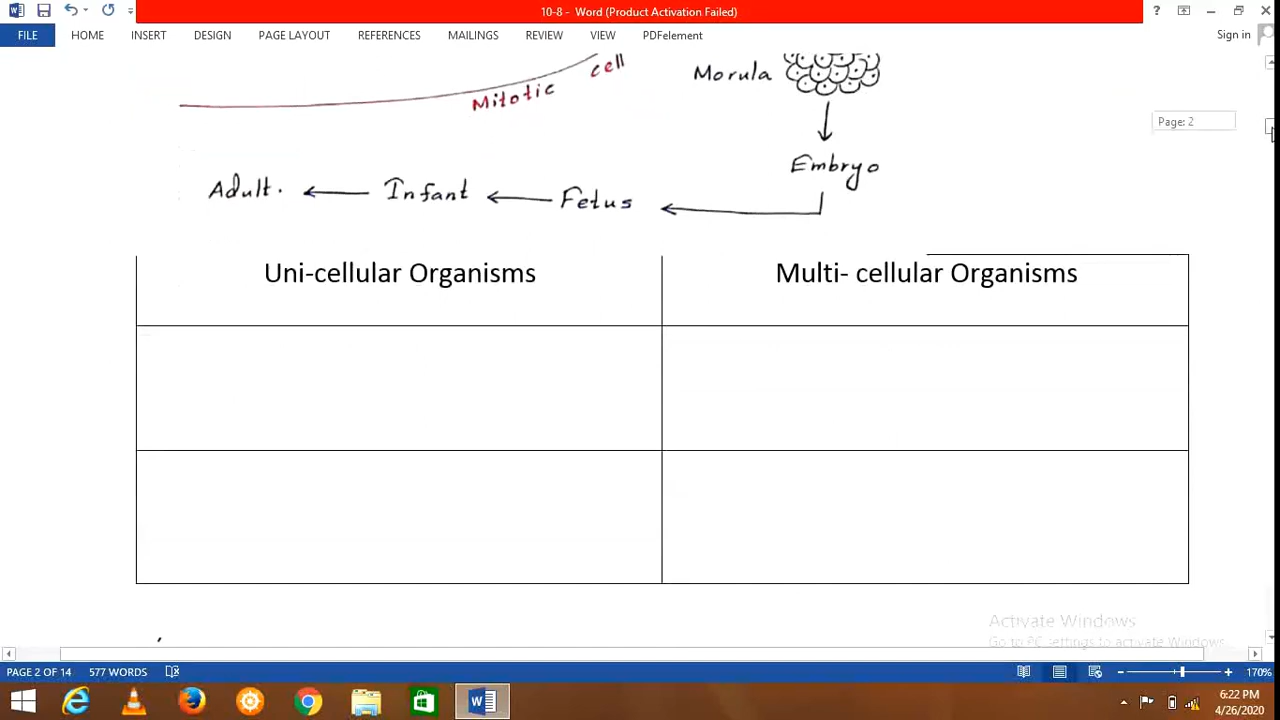 10-8 - Word (Product Activation Failed)
FILE HOME INSERT DESIGN PAGE LAYOUT REFERENCES MAILINGS REVIEW VIEW PDFelement Sign in
Mitotic cell
Morula
Page: 2
Embryo
Adult. Infant Fetus
Uni-cellular Organisms Multi- cellular Organisms
Activate Windows
Go to PC settings to activate Windows.
PAGE 2 OF 14 577 WORDS 170%
6:22 PM
4/26/2020